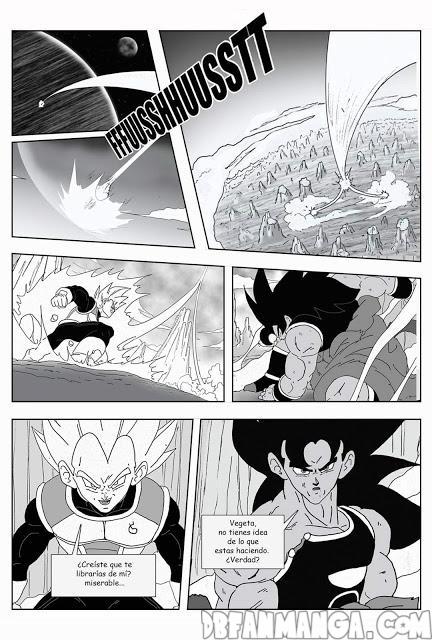 FFFUUSSHHUUSSTT
¿Creíste que te
librarías de mí?
miserable...
Vegeta,
no tienes idea
de lo que
estas haciendo.
¿Verdad?
DBFANMANGA.COM